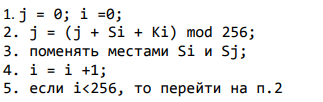 1. j = 0; i =0;
2. j = (j + Si + Ki) mod 256;
3. поменять местами Si и Sj;
4. i = i +1;
5. если i<256, то перейти на п.2